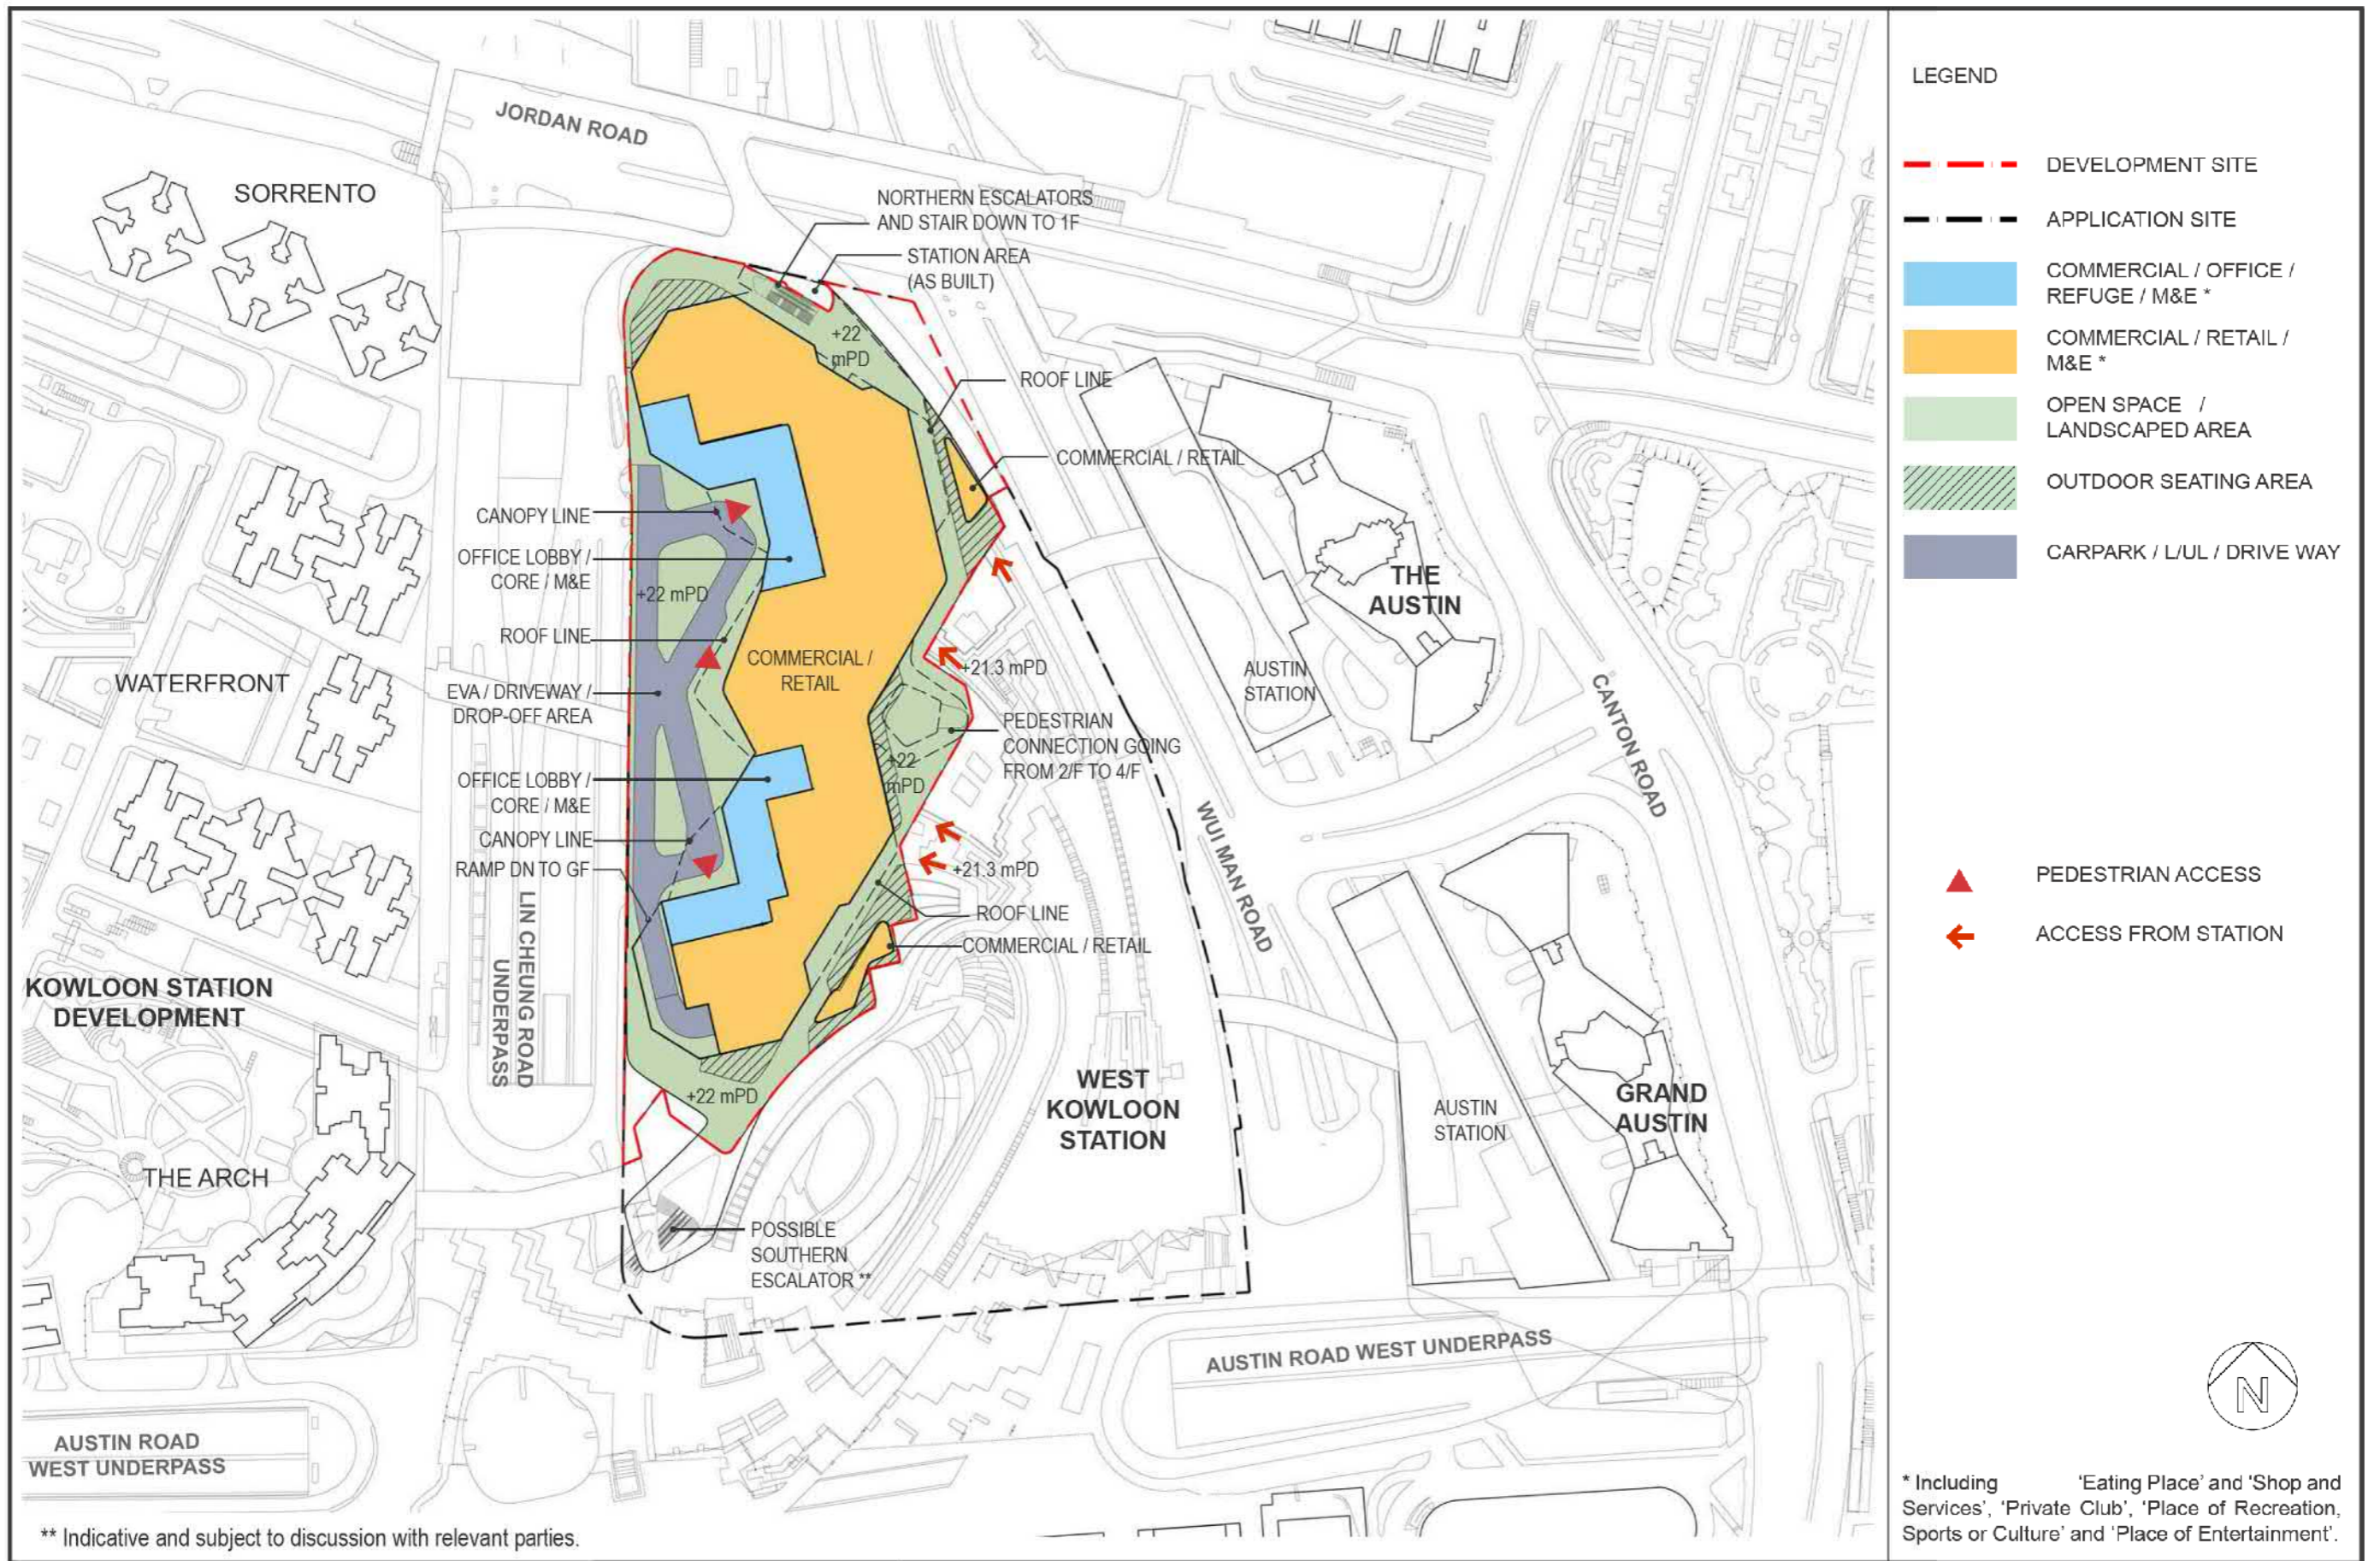 JORDAN ROAD
SORRENTO
NORTHERN ESCALATORS
AND STAIR DOWN TO 1F
STATION AREA
(AS BUILT)
+22
mPD
ROOF LINE
COMMERCIAL / RETAIL
CANOPY LINE
OFFICE LOBBY /
CORE / M&E
+22 mPD
ROOF LINE
COMMERCIAL /
RETAIL
THE
AUSTIN
AUSTIN
STATION
+21.3 mPD
WATERFRONT
EVA / DRIVEWAY /
DROP-OFF AREA
PEDESTRIAN
CONNECTION GOING
FROM 2/F TO 4/F
+22
mPD
CANTON ROAD
OFFICE LOBBY /
CORE / M&E
CANOPY LINE
RAMP DN TO GF
WUI MAN ROAD
+21.3 mPD
ROOF LINE
COMMERCIAL / RETAIL
LIN CHEUNG ROAD
UNDERPASS
KOWLOON STATION
DEVELOPMENT
+22 mPD
WEST
KOWLOON
STATION
AUSTIN
STATION
GRAND
AUSTIN
THE ARCH
POSSIBLE
SOUTHERN
ESCALATOR **
AUSTIN ROAD WEST UNDERPASS
AUSTIN ROAD
WEST UNDERPASS
** Indicative and subject to discussion with relevant parties.
LEGEND
DEVELOPMENT SITE
APPLICATION SITE
COMMERCIAL / OFFICE /
REFUGE / M&E *
COMMERCIAL / RETAIL /
M&E *
OPEN SPACE /
LANDSCAPED AREA
OUTDOOR SEATING AREA
CARPARK / L/UL / DRIVE WAY
PEDESTRIAN ACCESS
ACCESS FROM STATION
N
* Including ‘Eating Place’ and ‘Shop and
Services’, ‘Private Club’, ‘Place of Recreation,
Sports or Culture’ and ‘Place of Entertainment’.